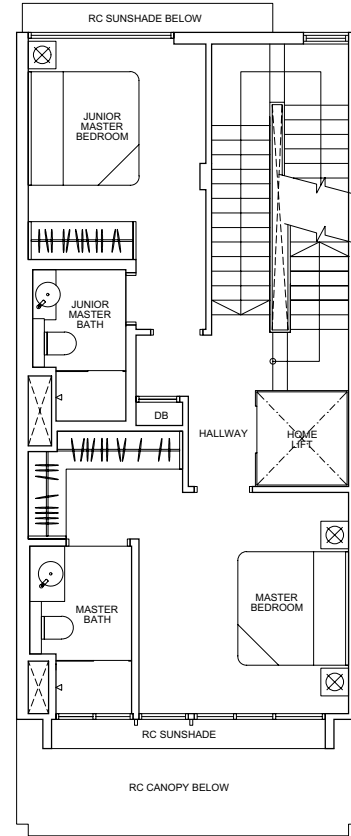 RC SUNSHADE BELOW
JUNIOR
MASTER
BEDROOM
JUNIOR
MASTER
BATH
DB
HALLWAY
HOME
LIFT
MASTER
BEDROOM
MASTER
BATH
RC SUNSHADE
RC CANOPY BELOW